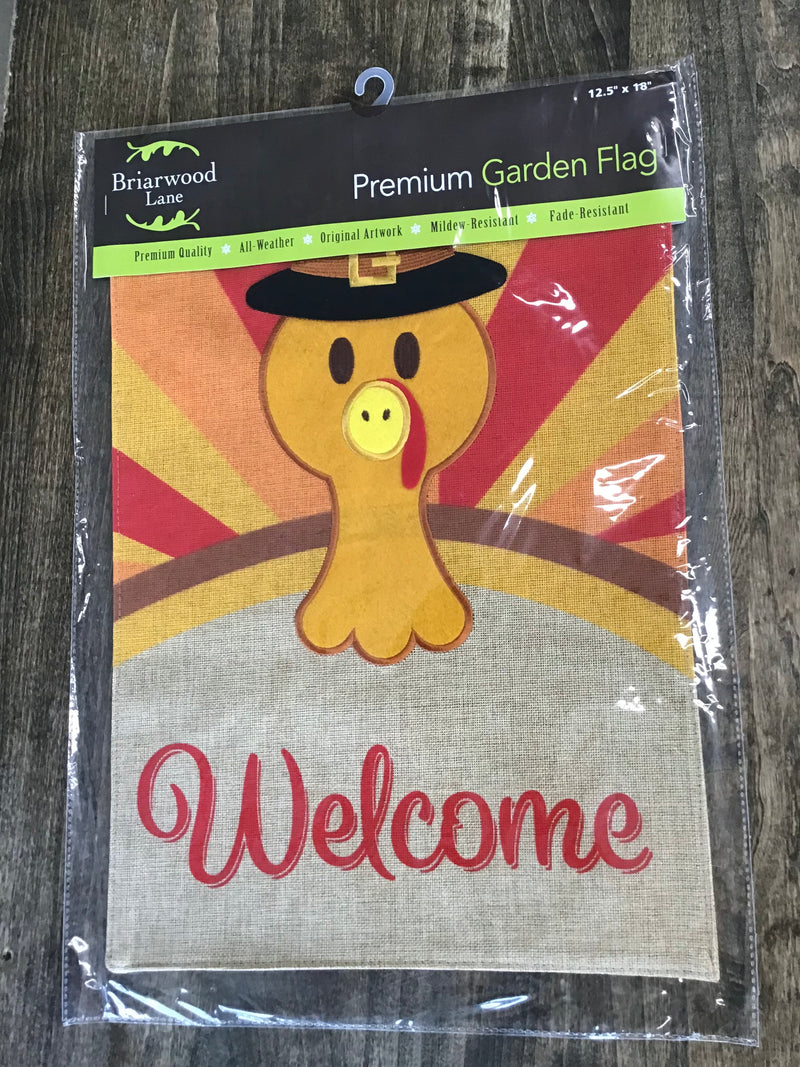 12.5" x 18"
Briarwood
Lane
Premium Garden Flag
Premium Quality All-Weather Original Artwork Mildew-Resistant Fade-Resistant
Welcome